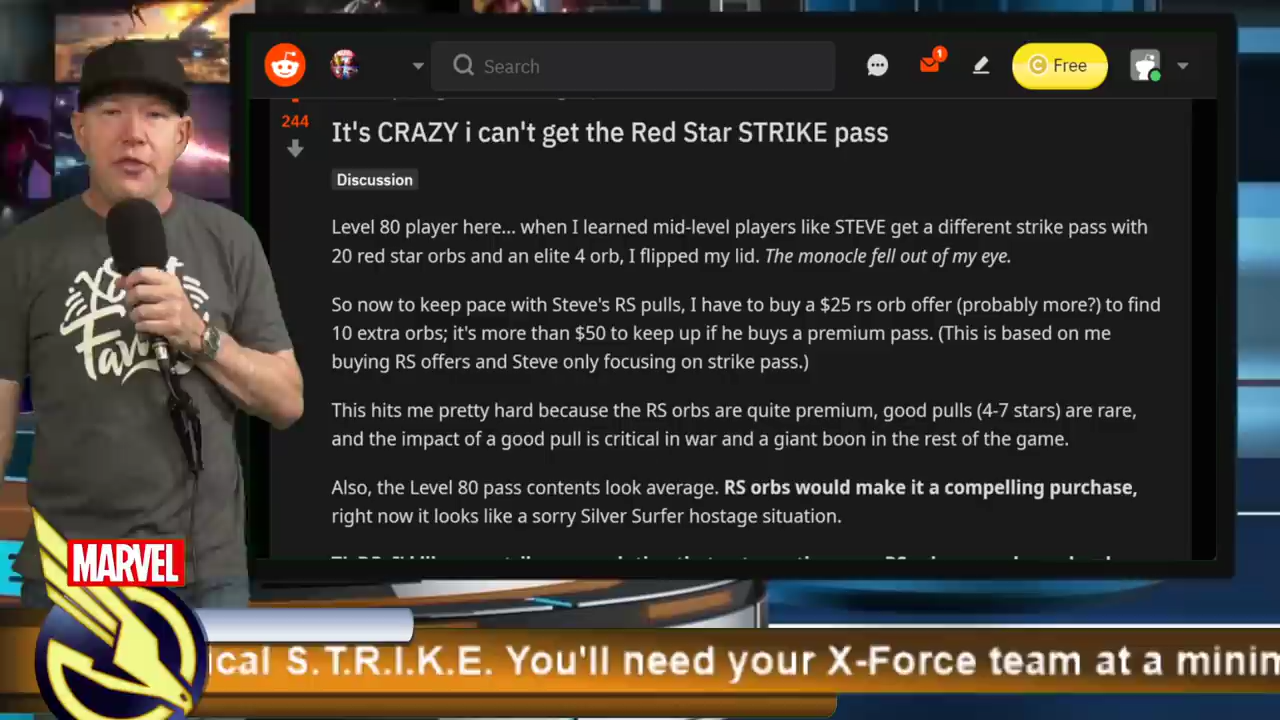 Search
1
Free
244
It's CRAZY i can't get the Red Star STRIKE pass
Discussion
Level 80 player here... when I learned mid-level players like STEVE get a different strike pass with
20 red star orbs and an elite 4 orb, I flipped my lid. The monocle fell out of my eye.
So now to keep pace with Steve's RS pulls, I have to buy a $25 rs orb offer (probably more?) to find
10 extra orbs; it's more than $50 to keep up if he buys a premium pass. (This is based on me
buying RS offers and Steve only focusing on strike pass.)
This hits me pretty hard because the RS orbs are quite premium, good pulls (4-7 stars) are rare,
and the impact of a good pull is critical in war and a giant boon in the rest of the game.
Also, the Level 80 pass contents look average. RS orbs would make it a compelling purchase,
right now it looks like a sorry Silver Surfer hostage situation.
MARVEL
ical S.T.R.I.K.E. You'll need your X-Force team at a minim